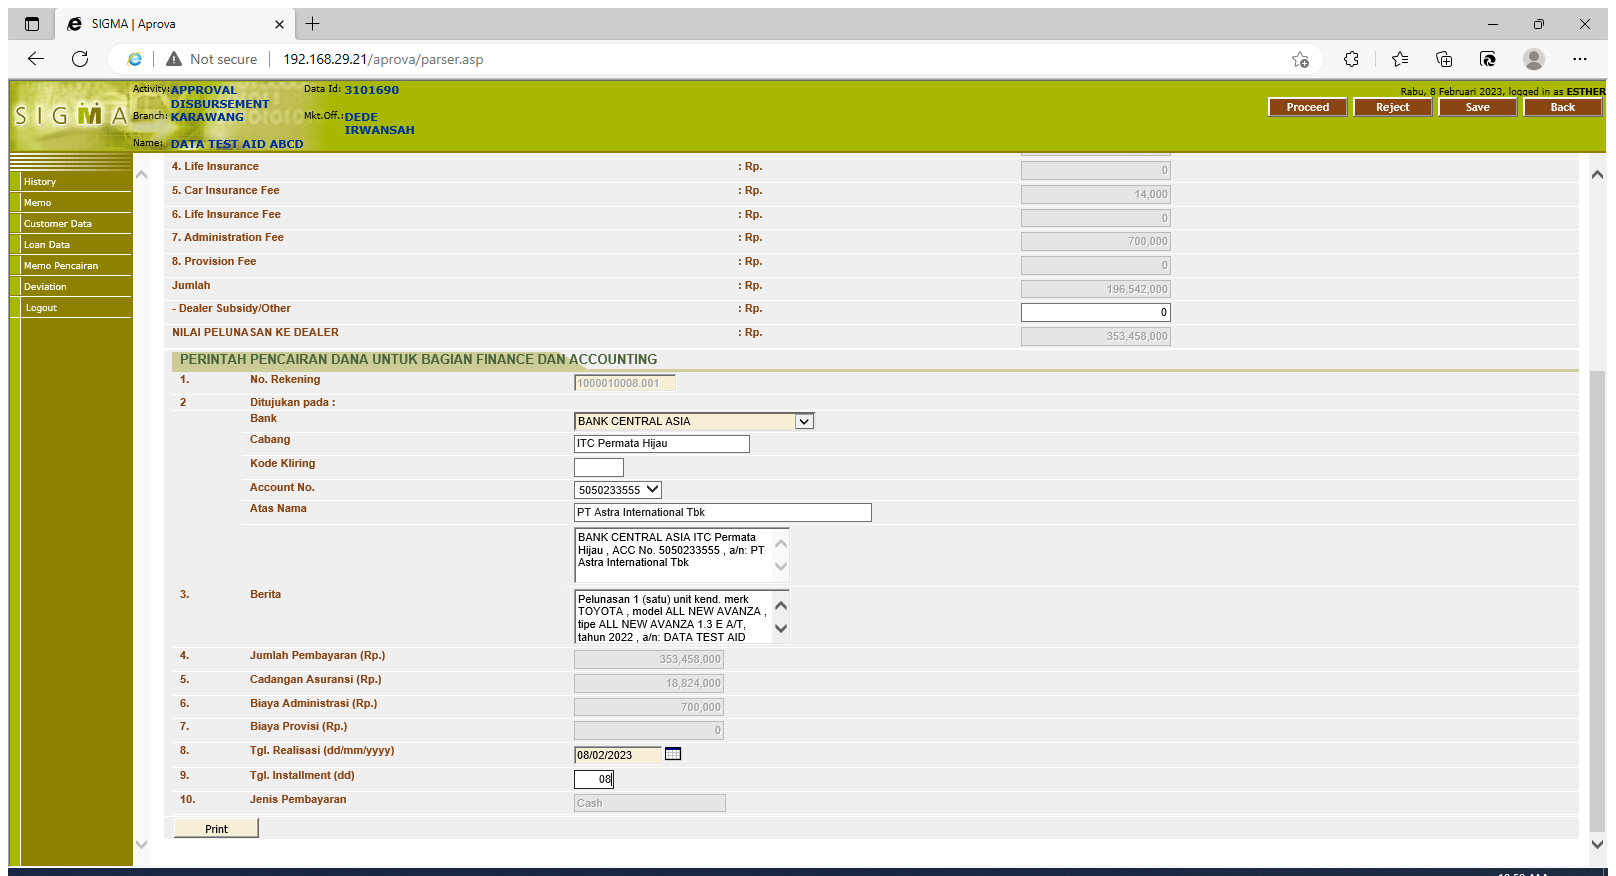 SIGMA | Aprova
Not secure
192.168.29.21/aprova/parser.asp
SIGMA
Activity: APPROVAL DISBURSEMENT
Data Id: 3101690
Branch: KARAWANG
Mkt.Off.: DEDE IRWANSAH
Name: DATA TEST AID ABCD
Rabu, 8 Februari 2023, logged in as ESTHER
Proceed Reject Save Back
History
Memo
Customer Data
Loan Data
Memo Pencairan
Deviation
Logout
4. Life Insurance : Rp. 0
5. Car Insurance Fee : Rp. 14,000
6. Life Insurance Fee : Rp. 0
7. Administration Fee : Rp. 700,000
8. Provision Fee : Rp. 0
Jumlah : Rp. 196,542,000
- Dealer Subsidy/Other : Rp. 0
NILAI PELUNASAN KE DEALER : Rp. 353,458,000
PERINTAH PENCAIRAN DANA UNTUK BAGIAN FINANCE DAN ACCOUNTING
1. No. Rekening 1000010008.001
2 Ditujukan pada :
Bank BANK CENTRAL ASIA
Cabang ITC Permata Hijau
Kode Kliring
Account No. 5050233555
Atas Nama PT Astra International Tbk
BANK CENTRAL ASIA ITC Permata
Hijau , ACC No. 5050233555 , a/n: PT
Astra International Tbk
3. Berita Pelunasan 1 (satu) unit kend. merk
TOYOTA , model ALL NEW AVANZA ,
tipe ALL NEW AVANZA 1.3 E A/T,
tahun 2022 , a/n: DATA TEST AID
4. Jumlah Pembayaran (Rp.) 353,458,000
5. Cadangan Asuransi (Rp.) 18,824,000
6. Biaya Administrasi (Rp.) 700,000
7. Biaya Provisi (Rp.) 0
8. Tgl. Realisasi (dd/mm/yyyy) 08/02/2023
9. Tgl. Installment (dd) 08
10. Jenis Pembayaran Cash
Print